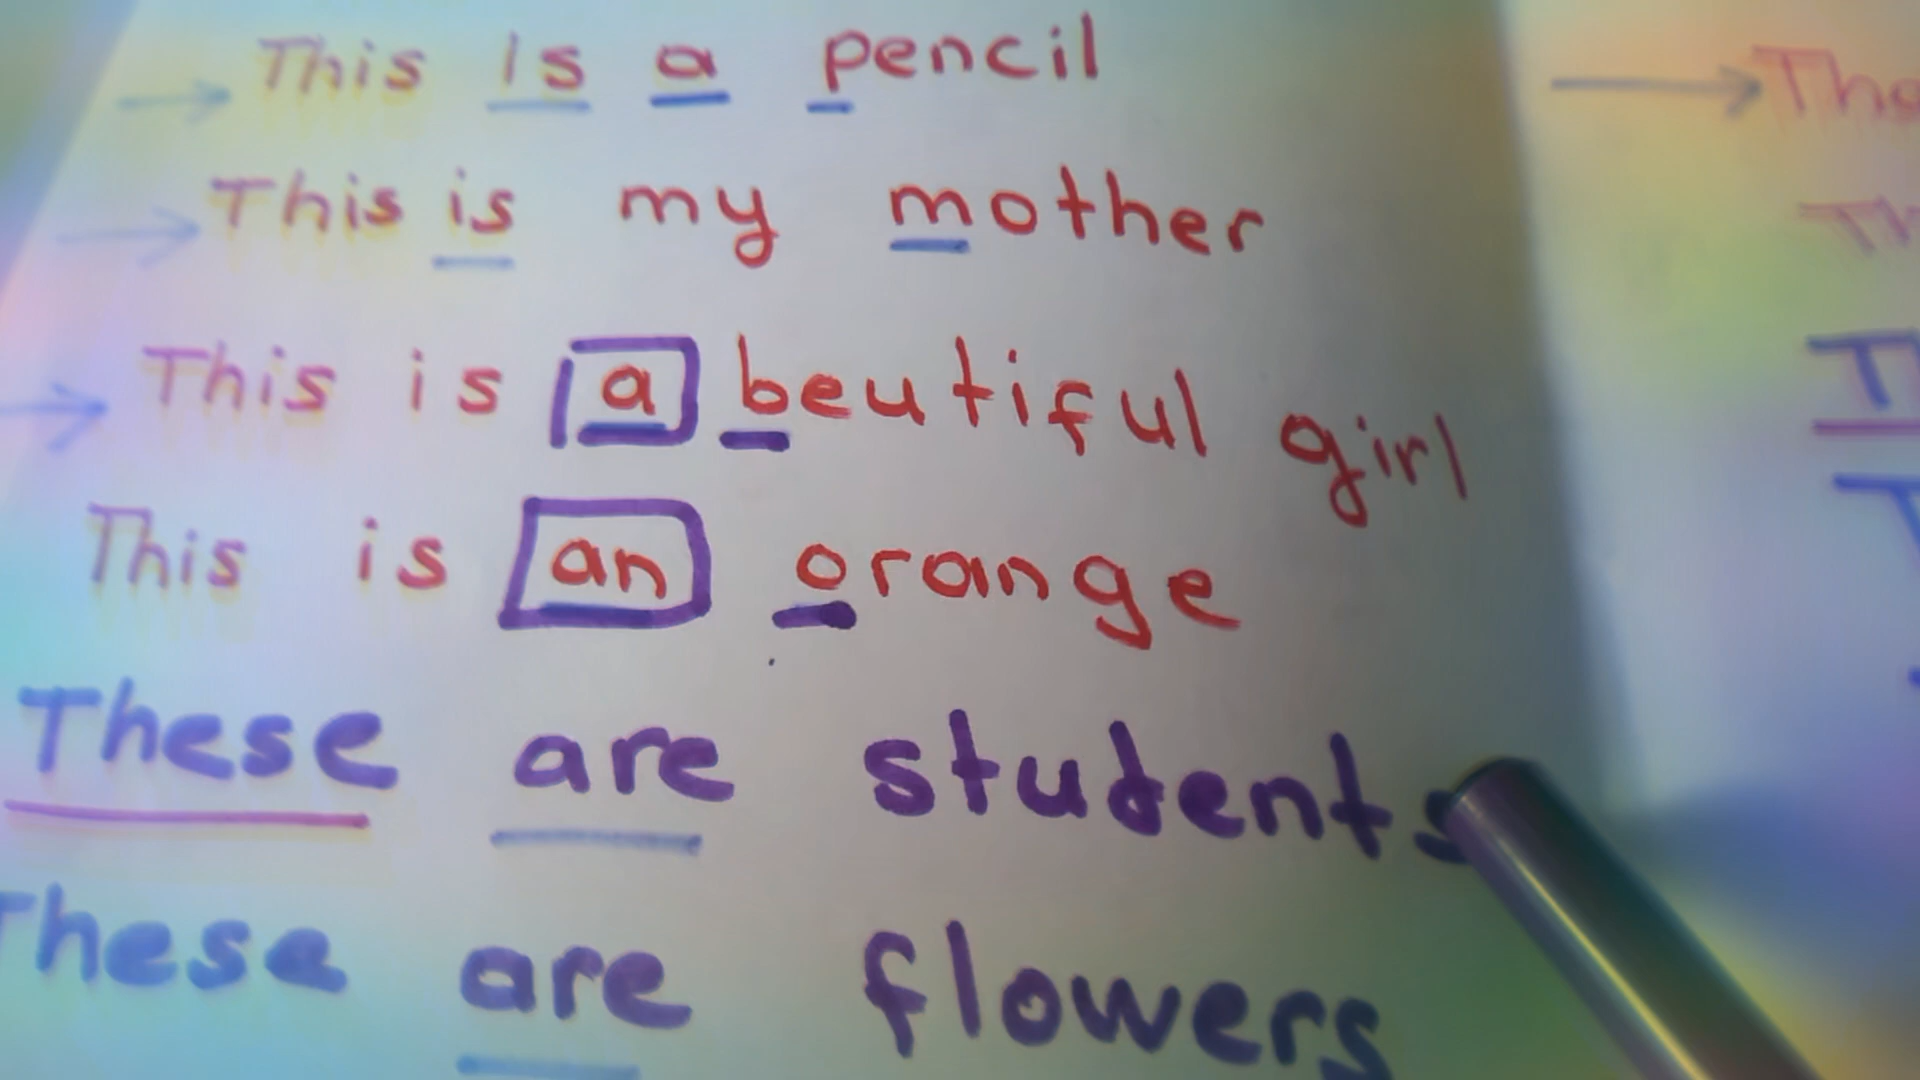 This is a pencil
This is my mother
This is a beutiful girl
This is an orange
These are students
These are flowers